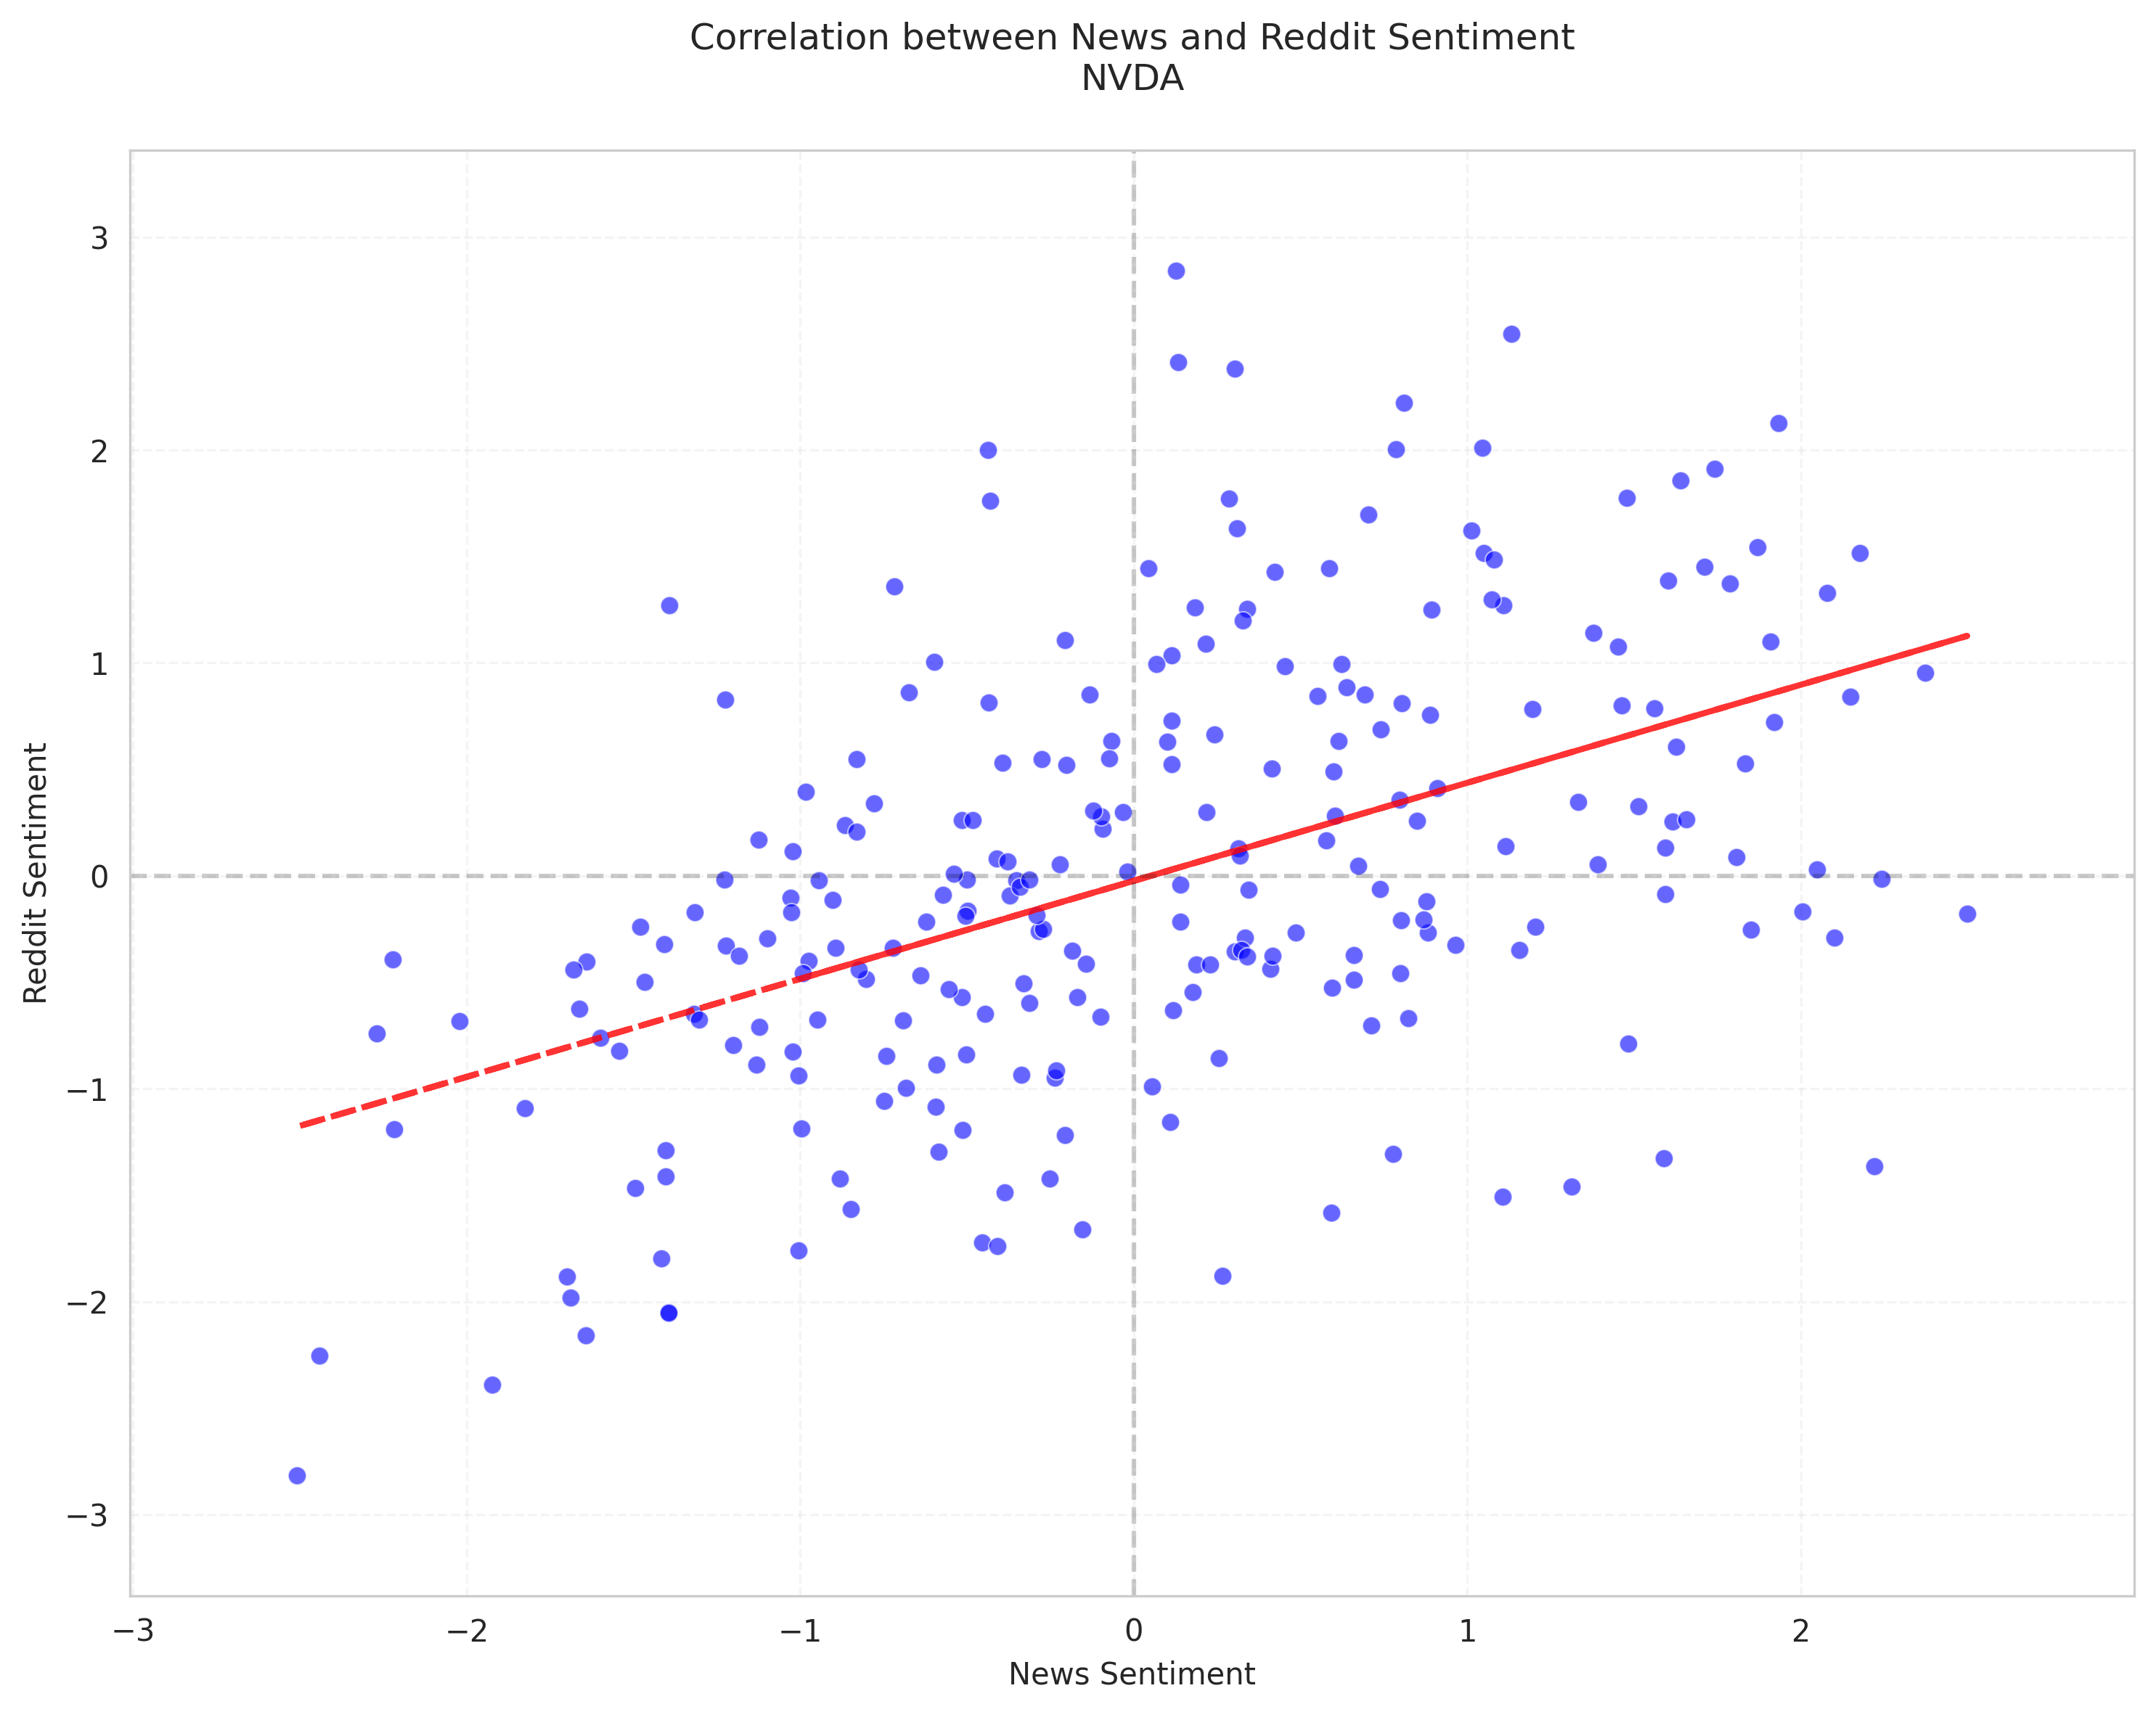 Correlation between News and Reddit Sentiment
NVDA
Reddit Sentiment
3
2
1
0
−1
−2
−3
−3 −2 −1 0 1 2
News Sentiment